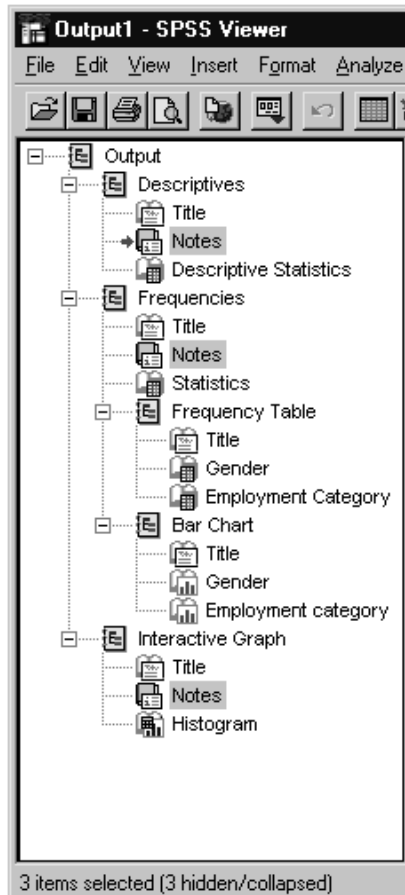 Output1 - SPSS Viewer
File Edit View Insert Format Analyze
Output
Descriptives
Title
Notes
Descriptive Statistics
Frequencies
Title
Notes
Statistics
Frequency Table
Title
Gender
Employment Category
Bar Chart
Title
Gender
Employment category
Interactive Graph
Title
Notes
Histogram
3 items selected (3 hidden/collapsed)